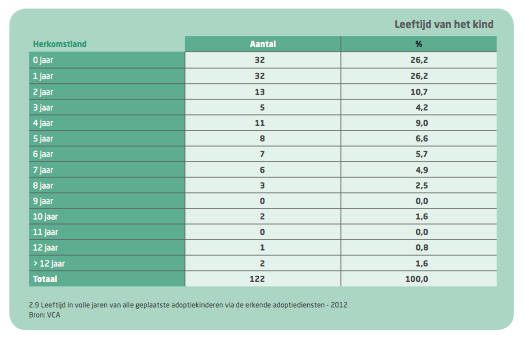 Leeftijd van het kind
Herkomstland Aantal %
0 jaar 32 26,2
1 jaar 32 26,2
2 jaar 13 10,7
3 jaar 5 4,2
4 jaar 11 9,0
5 jaar 8 6,6
6 jaar 7 5,7
7 jaar 6 4,9
8 jaar 3 2,5
9 jaar 0 0,0
10 jaar 2 1,6
11 jaar 0 0,0
12 jaar 1 0,8
> 12 jaar 2 1,6
Totaal 122 100,0
2.9 Leeftijd in volle jaren van alle geplaatste adoptiekinderen via de erkende adoptiediensten - 2012
Bron: VCA